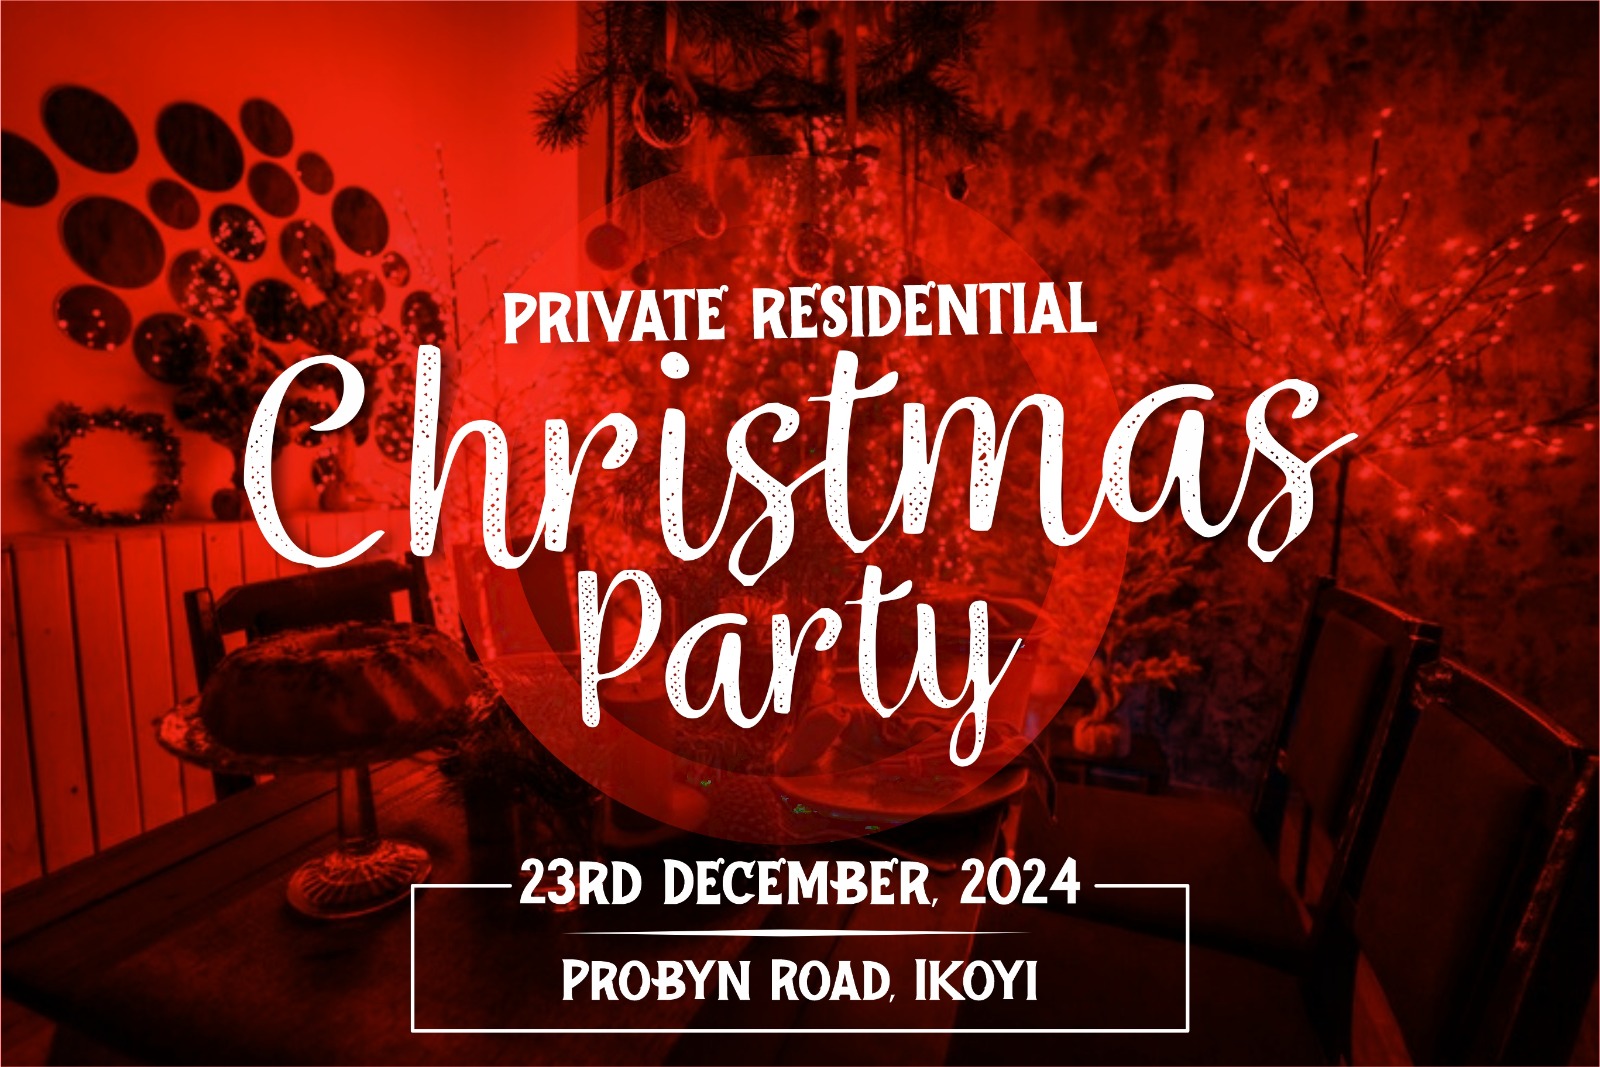 PRIVATE RESIDENTIAL
Christmas
Party
23RD DECEMBER, 2024
PROBYN ROAD, IKOYI